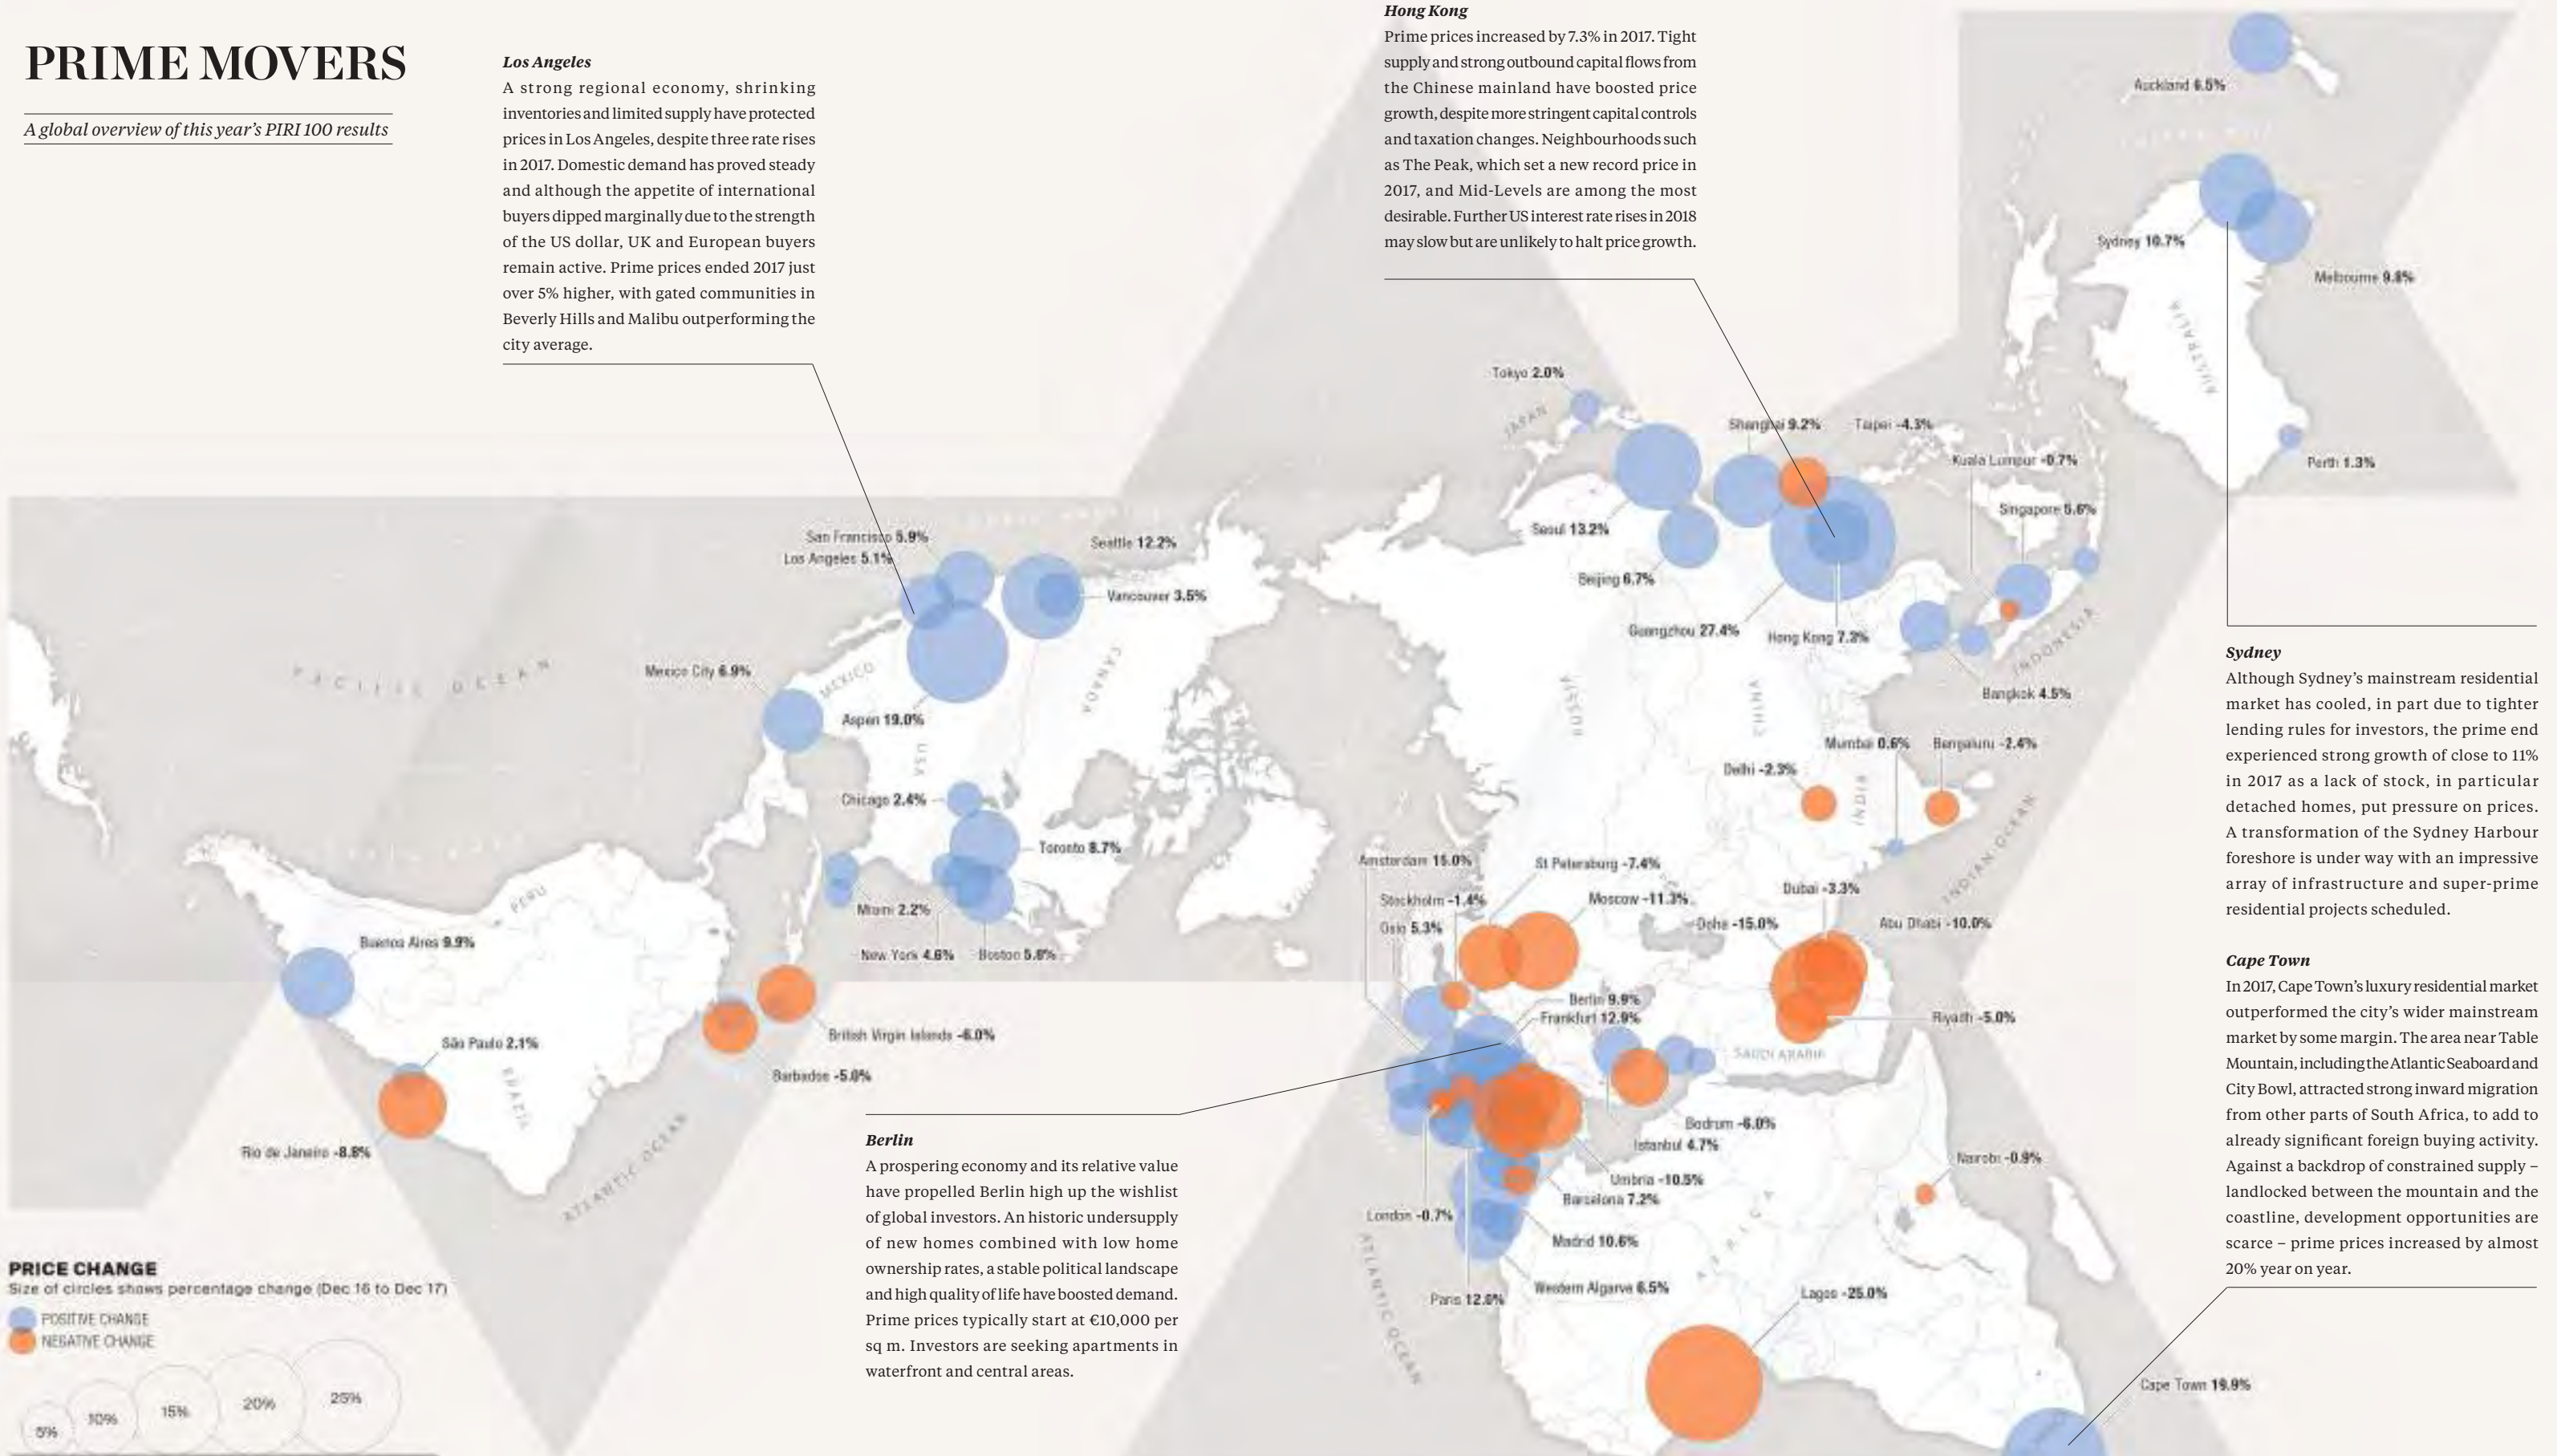 PRIME MOVERS
A global overview of this year’s PIRI 100 results
Los Angeles
A strong regional economy, shrinking
inventories and limited supply have protected
prices in Los Angeles, despite three rate rises
in 2017. Domestic demand has proved steady
and although the appetite of international
buyers dipped marginally due to the strength
of the US dollar, UK and European buyers
remain active. Prime prices ended 2017 just
over 5% higher, with gated communities in
Beverly Hills and Malibu outperforming the
city average.
Hong Kong
Prime prices increased by 7.3% in 2017. Tight
supply and strong outbound capital flows from
the Chinese mainland have boosted price
growth, despite more stringent capital controls
and taxation changes. Neighbourhoods such
as The Peak, which set a new record price in
2017, and Mid-Levels are among the most
desirable. Further US interest rate rises in 2018
may slow but are unlikely to halt price growth.
Auckland 6.5%
Sydney 10.7%
Melbourne 9.8%
AUSTRALIA
Perth 1.3%
Tokyo 2.0%
JAPAN
Shanghai 9.2%
Taipei -4.3%
Kuala Lumpur -0.7%
Singapore 5.6%
Seoul 13.2%
Beijing 6.7%
Guangzhou 27.4%
Hong Kong 7.3%
INDONESIA
Bangkok 4.5%
San Francisco 5.9%
Los Angeles 5.1%
Seattle 12.2%
Vancouver 3.5%
PACIFIC OCEAN
Mexico City 6.9%
MEXICO
Aspen 19.0%
CANADA
USA
Chicago 2.4%
Toronto 8.7%
Miami 2.2%
New York 4.6%
Boston 5.8%
RUSSIA
CHINA
Mumbai 0.6%
Bengaluru -2.4%
Delhi -2.3%
INDIA
INDIAN OCEAN
Amsterdam 15.0%
St Petersburg -7.4%
Stockholm -1.4%
Moscow -11.3%
Oslo 5.3%
Dubai -3.3%
Doha -15.0%
Abu Dhabi -10.0%
Riyadh -5.0%
SAUDI ARABIA
PERU
Buenos Aires 9.9%
São Paulo 2.1%
BRAZIL
Rio de Janeiro -8.8%
British Virgin Islands -6.0%
Barbados -5.0%
ATLANTIC OCEAN
Berlin 9.9%
Frankfurt 12.9%
Bodrum -6.0%
Istanbul 4.7%
Umbria -10.5%
Barcelona 7.2%
London -0.7%
Madrid 10.6%
Western Algarve 6.5%
Paris 12.0%
Nairobi -0.9%
AFRICA
Lagos -25.0%
ATLANTIC OCEAN
Cape Town 19.9%
Berlin
A prospering economy and its relative value
have propelled Berlin high up the wishlist
of global investors. An historic undersupply
of new homes combined with low home
ownership rates, a stable political landscape
and high quality of life have boosted demand.
Prime prices typically start at €10,000 per
sq m. Investors are seeking apartments in
waterfront and central areas.
Sydney
Although Sydney’s mainstream residential
market has cooled, in part due to tighter
lending rules for investors, the prime end
experienced strong growth of close to 11%
in 2017 as a lack of stock, in particular
detached homes, put pressure on prices.
A transformation of the Sydney Harbour
foreshore is under way with an impressive
array of infrastructure and super-prime
residential projects scheduled.
Cape Town
In 2017, Cape Town’s luxury residential market
outperformed the city’s wider mainstream
market by some margin. The area near Table
Mountain, including the Atlantic Seaboard and
City Bowl, attracted strong inward migration
from other parts of South Africa, to add to
already significant foreign buying activity.
Against a backdrop of constrained supply –
landlocked between the mountain and the
coastline, development opportunities are
scarce – prime prices increased by almost
20% year on year.
PRICE CHANGE
Size of circles shows percentage change (Dec 16 to Dec 17)
POSITIVE CHANGE
NEGATIVE CHANGE
5%
10%
15%
20%
25%